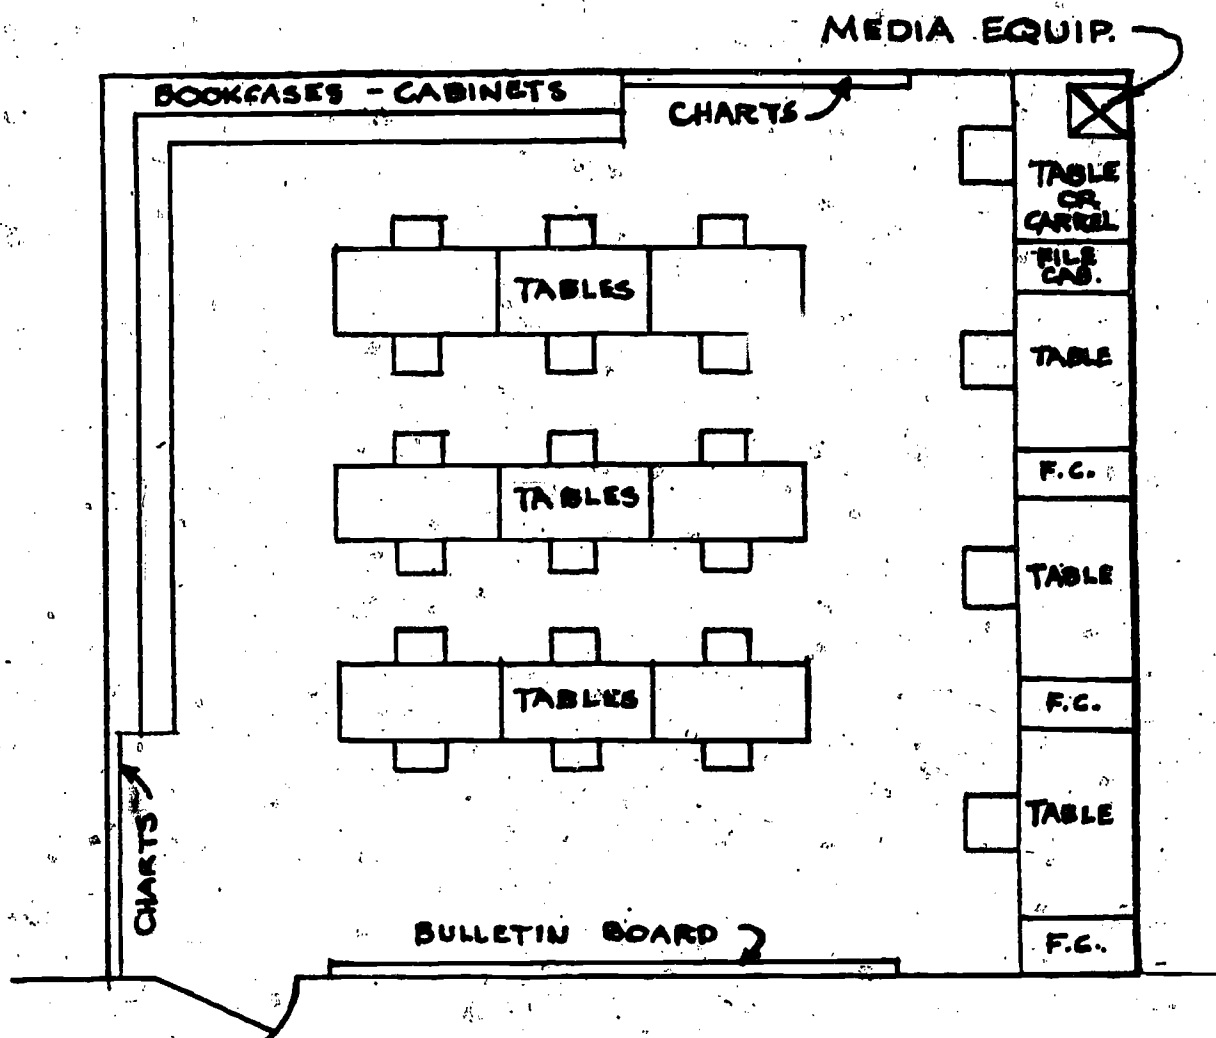 MEDIA EQUIP.
BOOKCASES - CABINETS
CHARTS
TABLE
OR
CARREL
FILE
CAB.
TABLES
TABLE
F.C.
TABLES
TABLE
F.C.
TABLES
TABLE
CHARTS
BULLETIN BOARD
F.C.